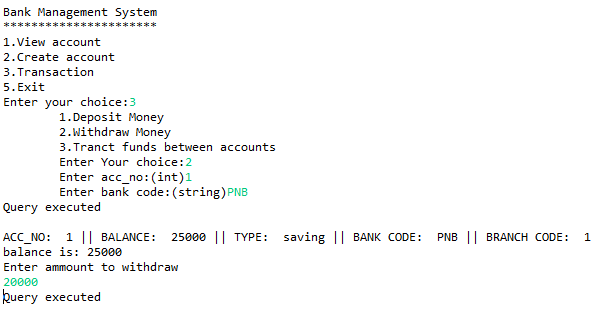 Bank Management System
**********************
1.View account
2.Create account
3.Transaction
5.Exit
Enter your choice:3
1.Deposit Money
2.Withdraw Money
3.Tranct funds between accounts
Enter Your choice:2
Enter acc_no:(int)1
Enter bank code:(string)PNB
Query executed
ACC_NO:  1 || BALANCE:  25000 || TYPE:  saving || BANK CODE:  PNB || BRANCH CODE:  1
balance is: 25000
Enter ammount to withdraw
20000
Query executed